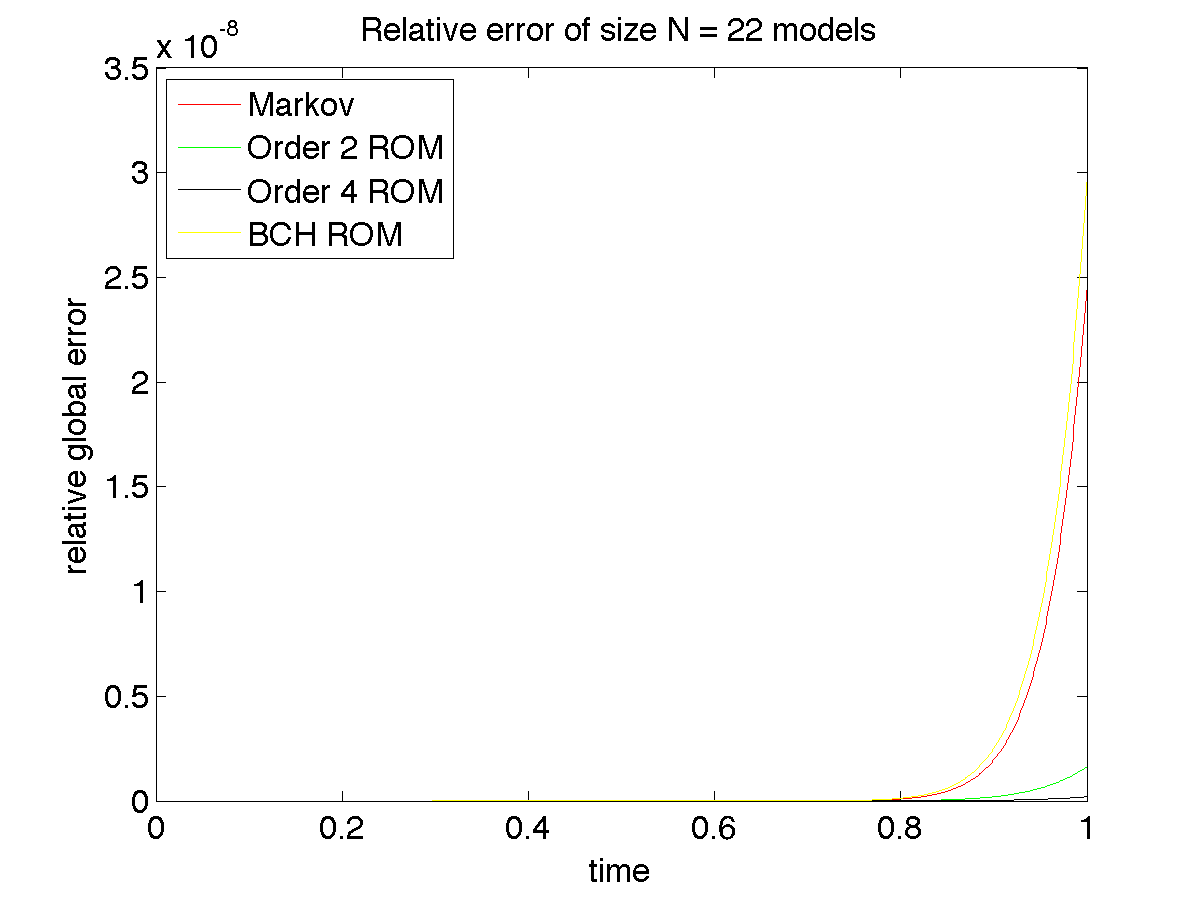 Relative error of size N = 22 models
x 10^-8
3.5
3
2.5
2
1.5
1
0.5
0
0 0.2 0.4 0.6 0.8 1
relative global error
time
Markov
Order 2 ROM
Order 4 ROM
BCH ROM